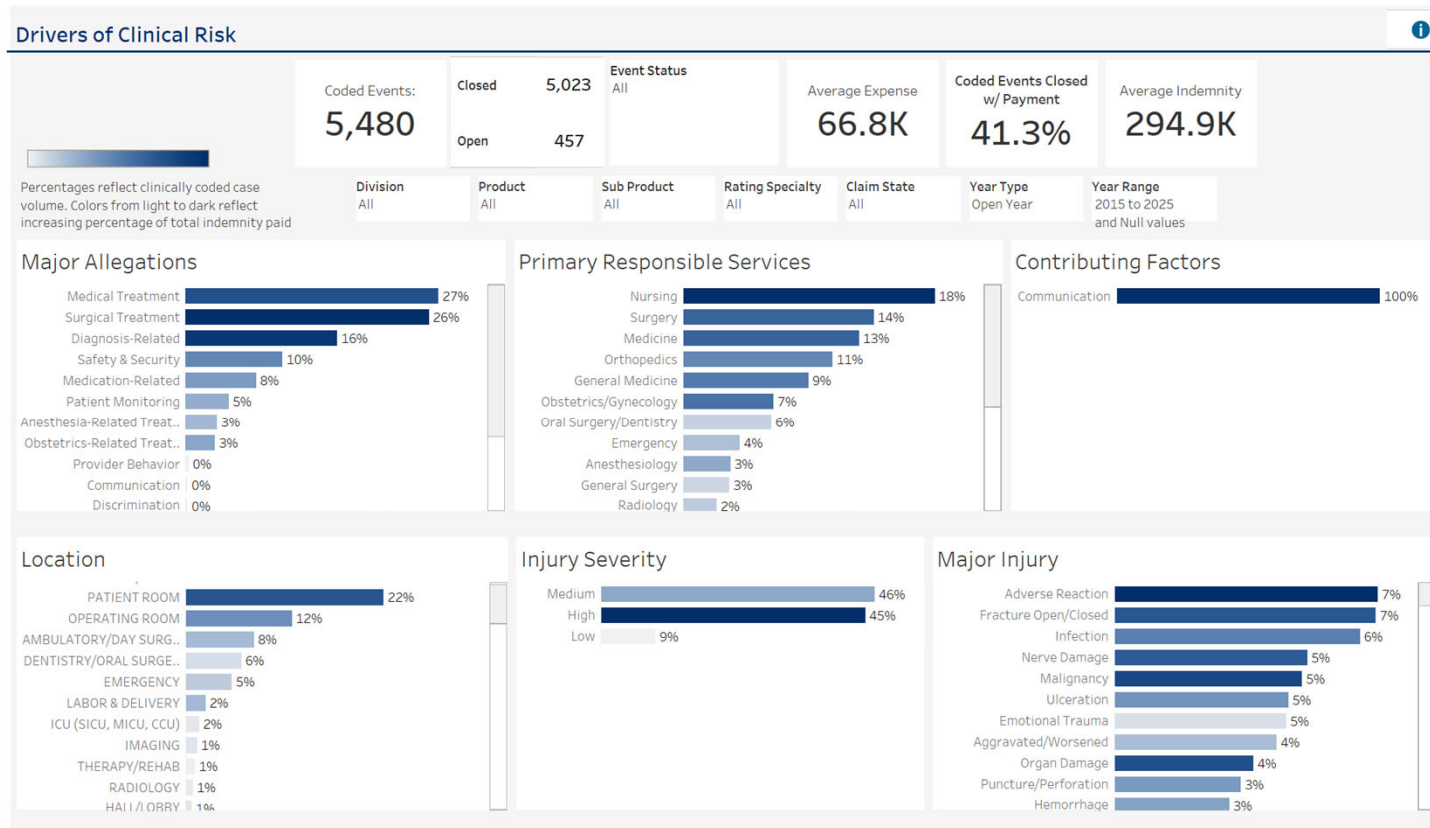 Drivers of Clinical Risk
Coded Events:
5,480
Closed 5,023
Open 457
Event Status
All
Average Expense
66.8K
Coded Events Closed
w/ Payment
41.3%
Average Indemnity
294.9K
Percentages reflect clinically coded case
volume. Colors from light to dark reflect
increasing percentage of total indemnity paid
Division
All
Product
All
Sub Product
All
Rating Specialty
All
Claim State
All
Year Type
Open Year
Year Range
2015 to 2025
and Null values
Major Allegations
Medical Treatment 27%
Surgical Treatment 26%
Diagnosis-Related 16%
Safety & Security 10%
Medication-Related 8%
Patient Monitoring 5%
Anesthesia-Related Treat.. 3%
Obstetrics-Related Treat.. 3%
Provider Behavior 0%
Communication 0%
Discrimination 0%
Primary Responsible Services
Nursing 18%
Surgery 14%
Medicine 13%
Orthopedics 11%
General Medicine 9%
Obstetrics/Gynecology 7%
Oral Surgery/Dentistry 6%
Emergency 4%
Anesthesiology 3%
General Surgery 3%
Radiology 2%
Contributing Factors
Communication 100%
Location
PATIENT ROOM 22%
OPERATING ROOM 12%
AMBULATORY/DAY SURG.. 8%
DENTISTRY/ORAL SURGE.. 6%
EMERGENCY 5%
LABOR & DELIVERY 2%
ICU (SICU, MICU, CCU) 2%
IMAGING 1%
THERAPY/REHAB 1%
RADIOLOGY 1%
HALL/LOBBY 1%
Injury Severity
Medium 46%
High 45%
Low 9%
Major Injury
Adverse Reaction 7%
Fracture Open/Closed 7%
Infection 6%
Nerve Damage 5%
Malignancy 5%
Ulceration 5%
Emotional Trauma 5%
Aggravated/Worsened 4%
Organ Damage 4%
Puncture/Perforation 3%
Hemorrhage 3%